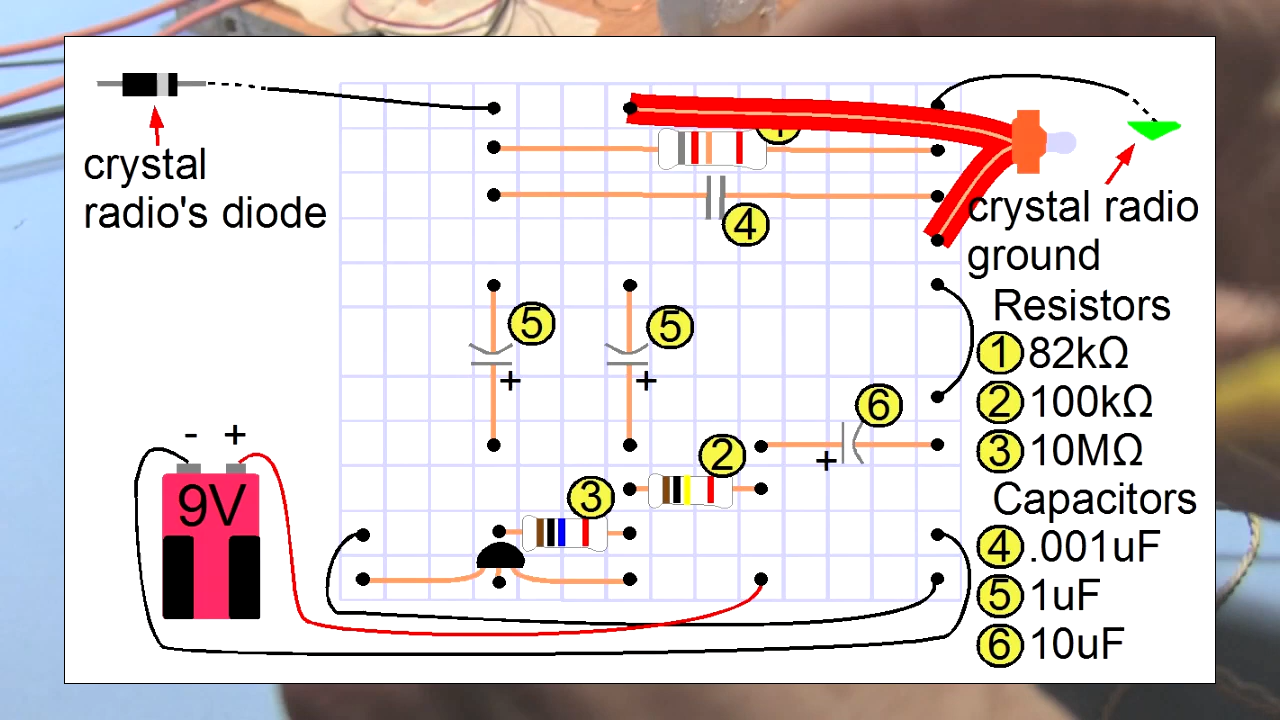 crystal
radio's diode
1
4
crystal radio
ground
5
5
Resistors
1 82kΩ
6
2 100kΩ
- +
+
+
2
+
3 10MΩ
9V
3
Capacitors
4 .001uF
5 1uF
6 10uF